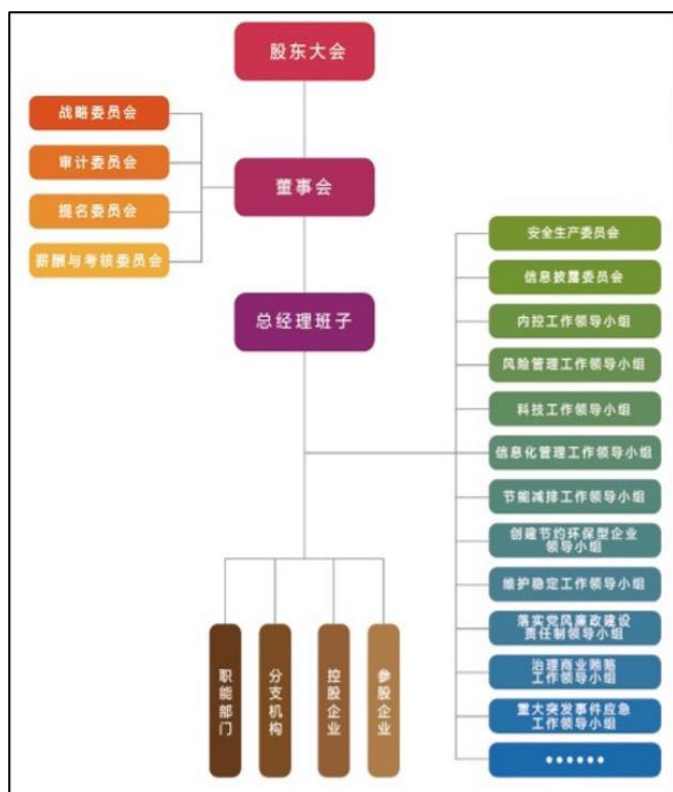 股东大会
战略委员会
审计委员会
提名委员会
薪酬与考核委员会
董事会
总经理班子
安全生产委员会
信息披露委员会
内控工作领导小组
风险管理工作领导小组
科技工作领导小组
信息化管理工作领导小组
节能减排工作领导小组
创建节约环保型企业
领导小组
维护稳定工作领导小组
落实党风廉政建设
责任制领导小组
治理商业贿赂
工作领导小组
重大突发事件应急
工作领导小组
••••••
职能部门
分支机构
控股企业
参股企业